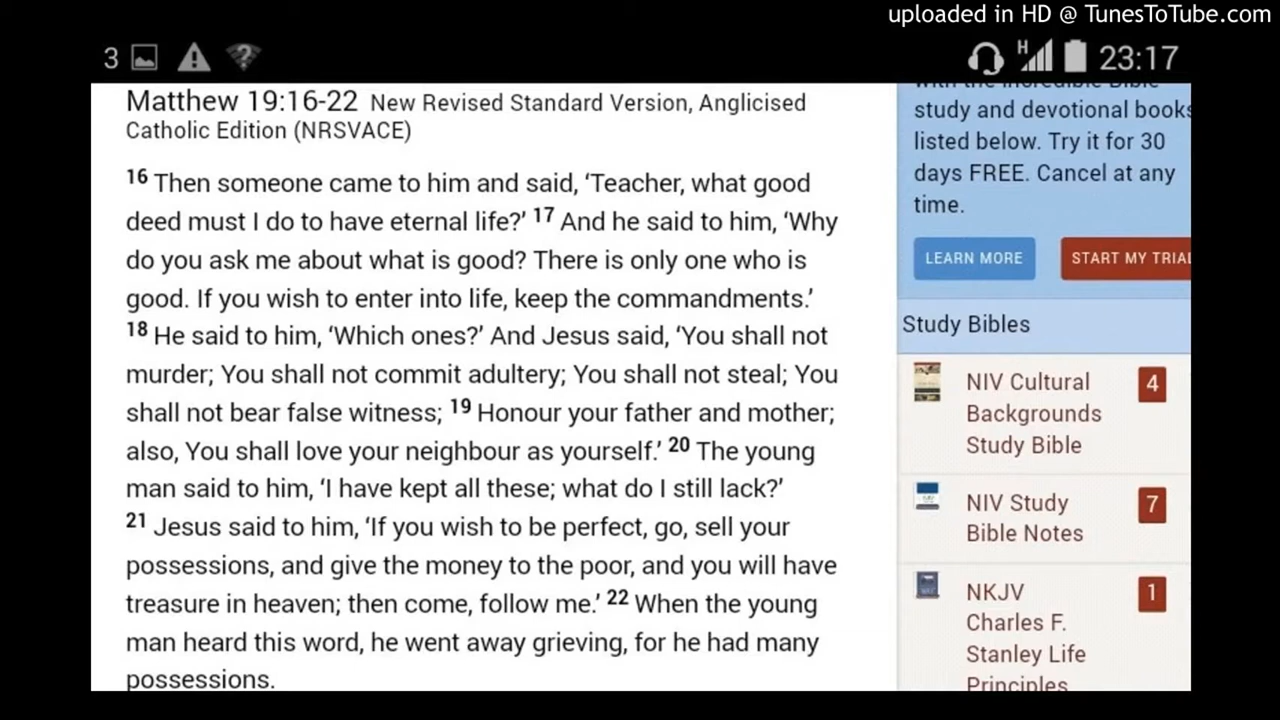 uploaded in HD @ TunesToTube.com
3
H
23:17
Matthew 19:16-22 New Revised Standard Version, Anglicised
Catholic Edition (NRSVACE)
16 Then someone came to him and said, ‘Teacher, what good
deed must I do to have eternal life?’ 17 And he said to him, ‘Why
do you ask me about what is good? There is only one who is
good. If you wish to enter into life, keep the commandments.’
18 He said to him, ‘Which ones?’ And Jesus said, ‘You shall not
murder; You shall not commit adultery; You shall not steal; You
shall not bear false witness; 19 Honour your father and mother;
also, You shall love your neighbour as yourself.’ 20 The young
man said to him, ‘I have kept all these; what do I still lack?’
21 Jesus said to him, ‘If you wish to be perfect, go, sell your
possessions, and give the money to the poor, and you will have
treasure in heaven; then come, follow me.’ 22 When the young
man heard this word, he went away grieving, for he had many
possessions.
with the incredible Bible
study and devotional books
listed below. Try it for 30
days FREE. Cancel at any
time.
LEARN MORE
START MY TRIAL
Study Bibles
NIV Cultural
Backgrounds
Study Bible
4
NIV Study
Bible Notes
7
NKJV
Charles F.
Stanley Life
Principles
1